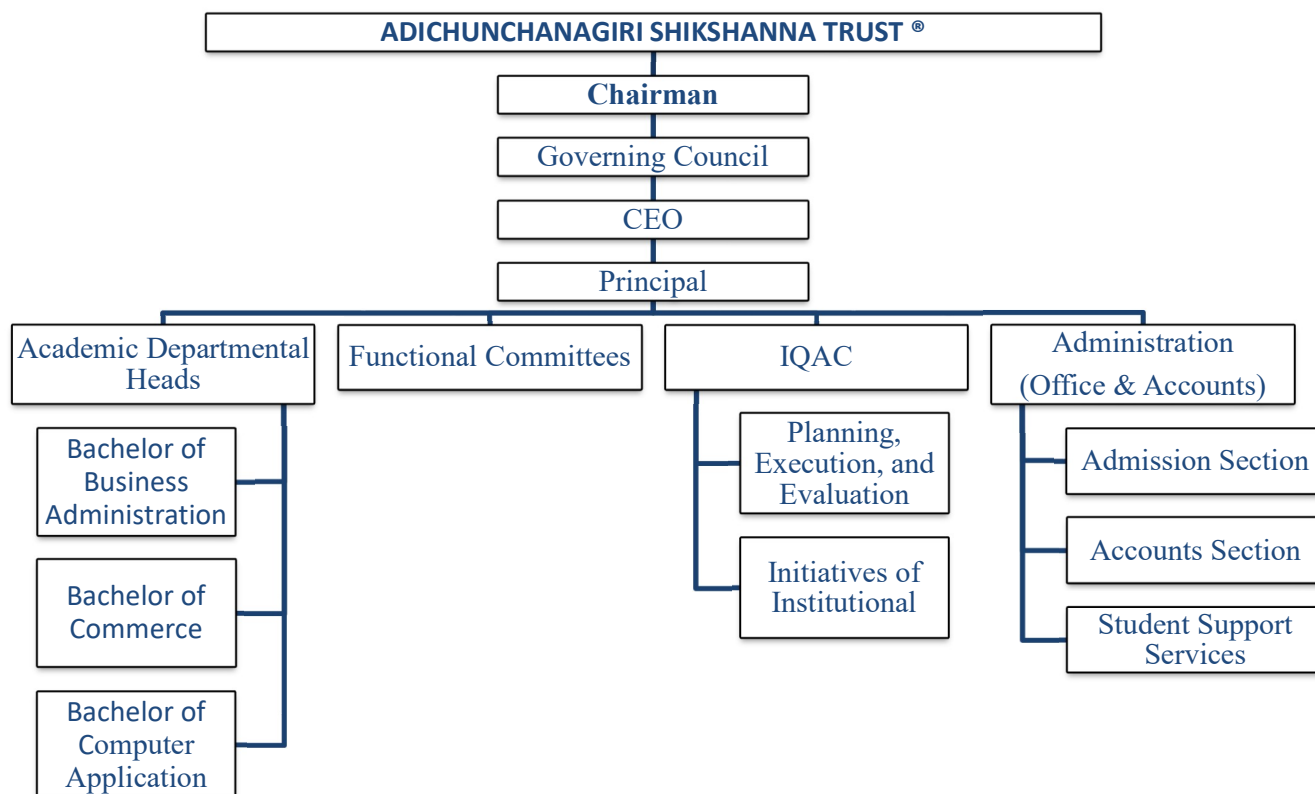 ADICHUNCHANAGIRI SHIKSHANNA TRUST ®
Chairman
Governing Council
CEO
Principal
Academic Departmental
Heads
Bachelor of
Business
Administration
Bachelor of
Commerce
Bachelor of
Computer
Application
Functional Committees
IQAC
Planning,
Execution, and
Evaluation
Initiatives of
Institutional
Administration
(Office & Accounts)
Admission Section
Accounts Section
Student Support
Services